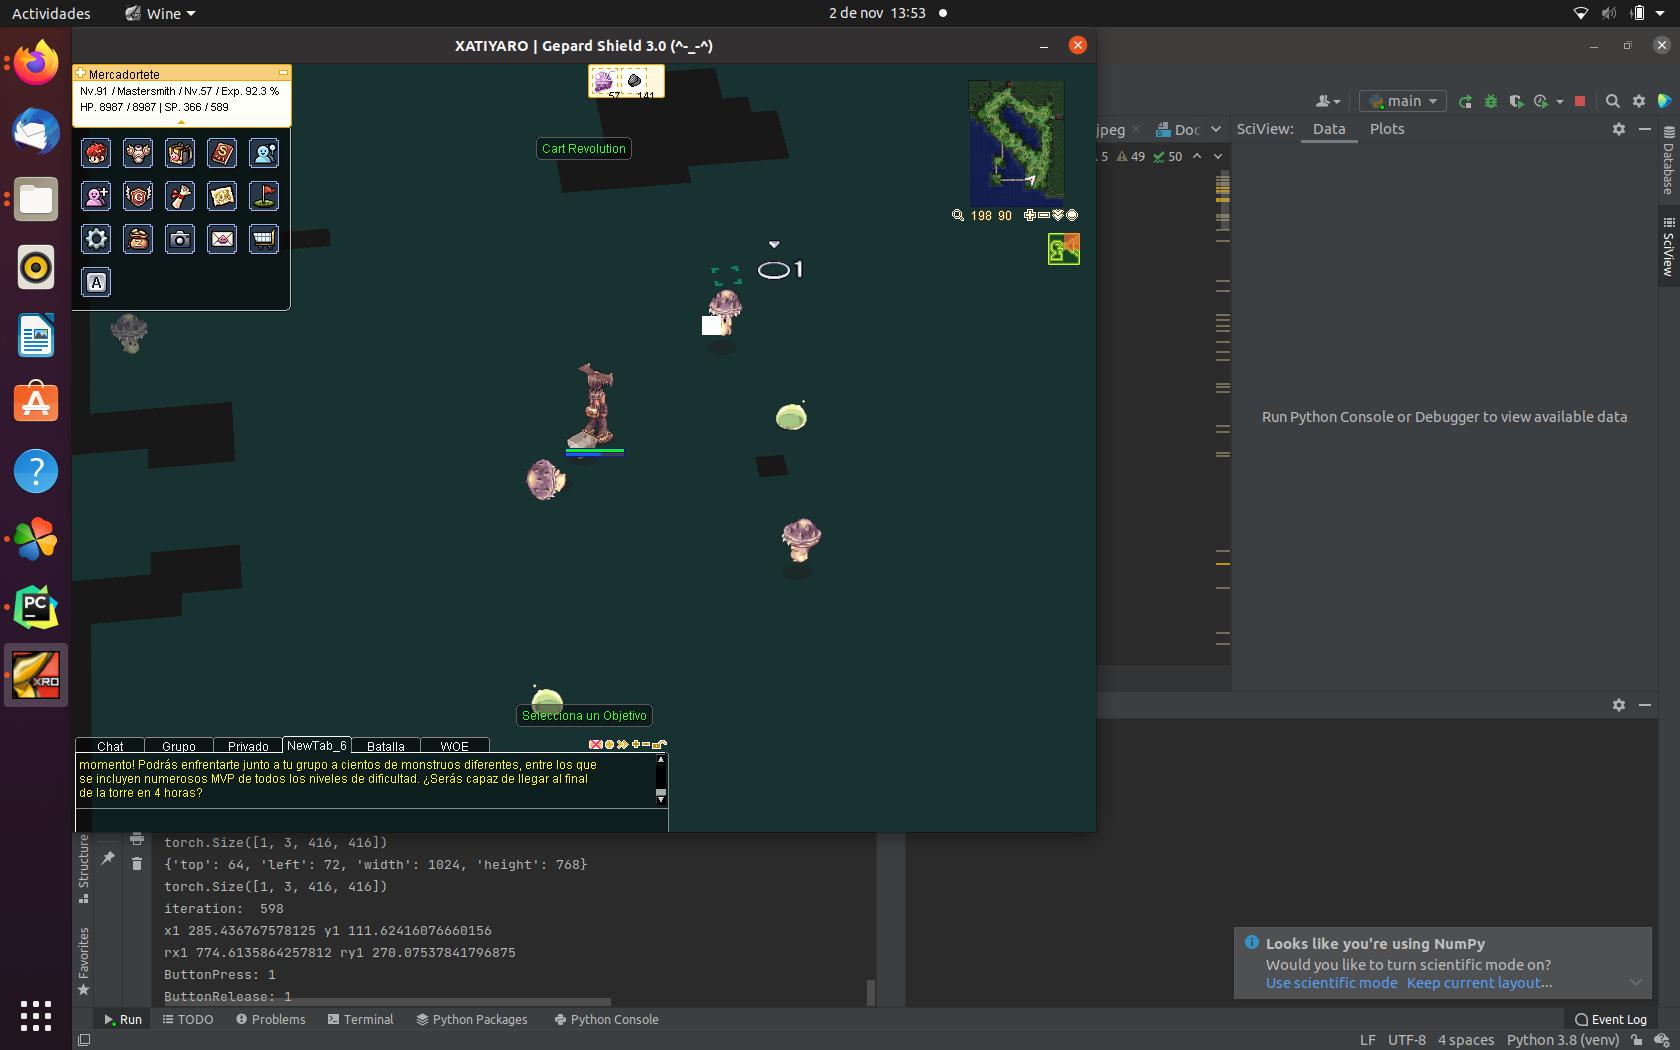 Actividades
Wine
2 de nov 13:53
XATIYARO | Gepard Shield 3.0 (^-_-^)
Mercadortete
Nv.91 / Mastersmith / Nv.57 / Exp. 92.3 %
HP. 8987 / 8987 | SP. 366 / 589
57
141
Cart Revolution
198 90
1
A
main
jpeg
Doc
SciView:
Data
Plots
5
49
50
Database
SciView
Run Python Console or Debugger to view available data
PC
XRO
Selecciona un Objetivo
Chat
Grupo
Privado
NewTab_6
Batalla
WOE
momento! Podrás enfrentarte junto a tu grupo a cientos de monstruos diferentes, entre los que
se incluyen numerosos MVP de todos los niveles de dificultad. ¿Serás capaz de llegar al final
de la torre en 4 horas?
Structure
Favorites
torch.Size([1, 3, 416, 416])
{'top': 64, 'left': 72, 'width': 1024, 'height': 768}
torch.Size([1, 3, 416, 416])
iteration:  598
x1 285.436767578125 y1 111.62416076660156
rx1 774.6135864257812 ry1 270.07537841796875
ButtonPress: 1
ButtonRelease: 1
Looks like you're using NumPy
Would you like to turn scientific mode on?
Use scientific mode Keep current layout...
Run
TODO
Problems
Terminal
Python Packages
Python Console
Event Log
LF
UTF-8
4 spaces
Python 3.8 (venv)